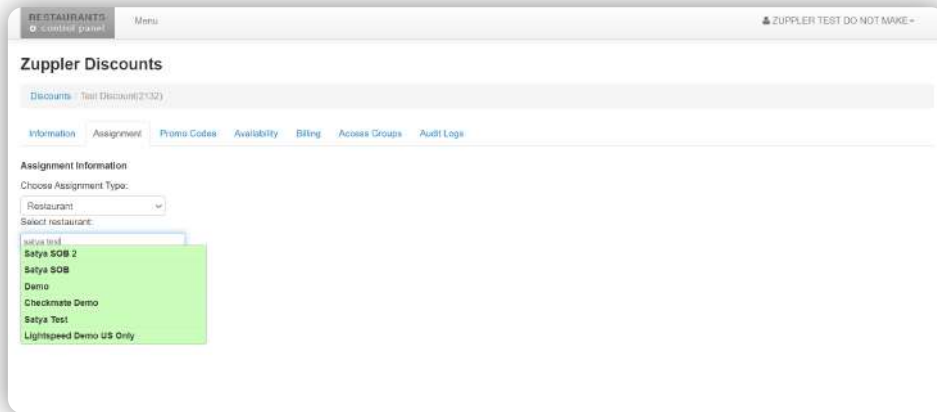 RESTAURANTS
control panel
Menu
ZUPPLER TEST DO NOT MAKE
Zuppler Discounts
Discounts / Test Discount(2132)
Information Assignment Promo Codes Availability Billing Access Groups Audit Logs
Assignment Information
Choose Assignment Type:
Restaurant
Select restaurant:
satya test
Satya SOB 2
Satya SOB
Demo
Checkmate Demo
Satya Test
Lightspeed Demo US Only